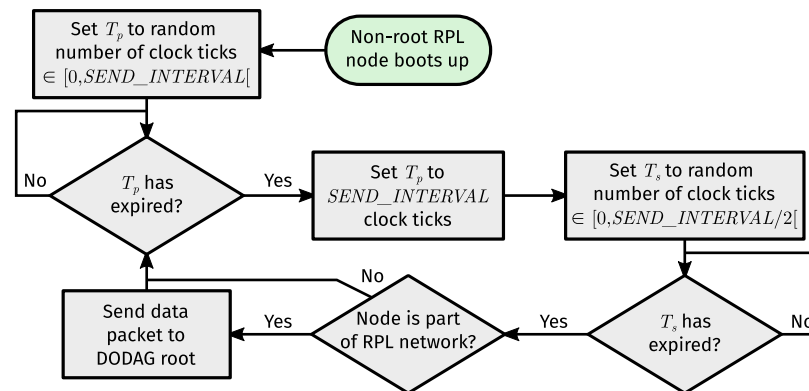 Set T_p to random
number of clock ticks
∈ [0,SEND_INTERVAL[
Non-root RPL
node boots up
No
T_p has
expired?
Yes
Set T_p to
SEND_INTERVAL
clock ticks
Set T_s to random
number of clock ticks
∈ [0,SEND_INTERVAL/2[
No
Send data
packet to
DODAG root
Yes
Node is part
of RPL network?
Yes
T_s has
expired?